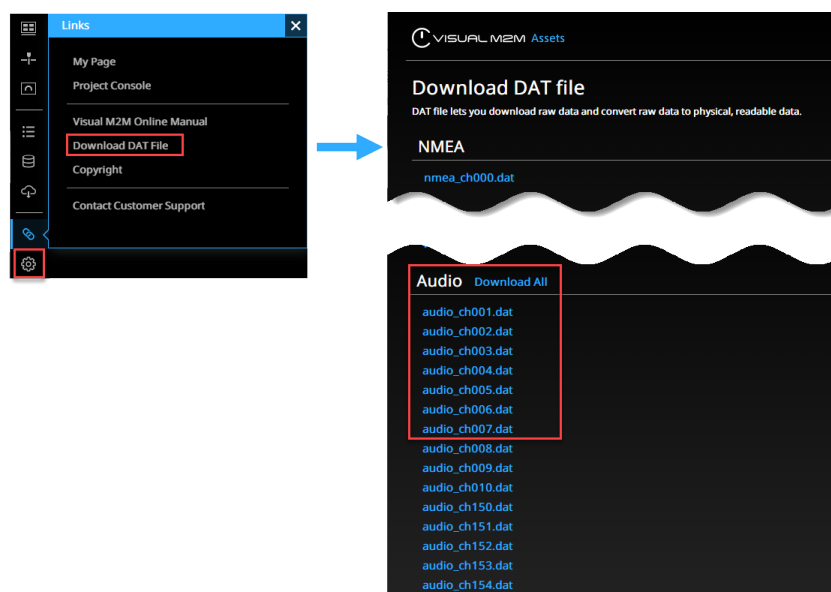 Links
My Page
Project Console
Visual M2M Online Manual
Download DAT File
Copyright
Contact Customer Support
VISUAL M2M Assets
Download DAT file
DAT file lets you download raw data and convert raw data to physical, readable data.
NMEA
nmea_ch000.dat
Audio Download All
audio_ch001.dat
audio_ch002.dat
audio_ch003.dat
audio_ch004.dat
audio_ch005.dat
audio_ch006.dat
audio_ch007.dat
audio_ch008.dat
audio_ch009.dat
audio_ch010.dat
audio_ch150.dat
audio_ch151.dat
audio_ch152.dat
audio_ch153.dat
audio_ch154.dat